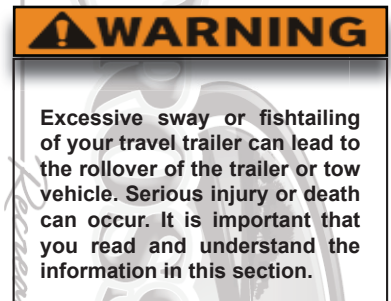 WARNING
Excessive sway or fishtailing
of your travel trailer can lead to
the rollover of the trailer or tow
vehicle. Serious injury or death
can occur. It is important that
you read and understand the
information in this section.